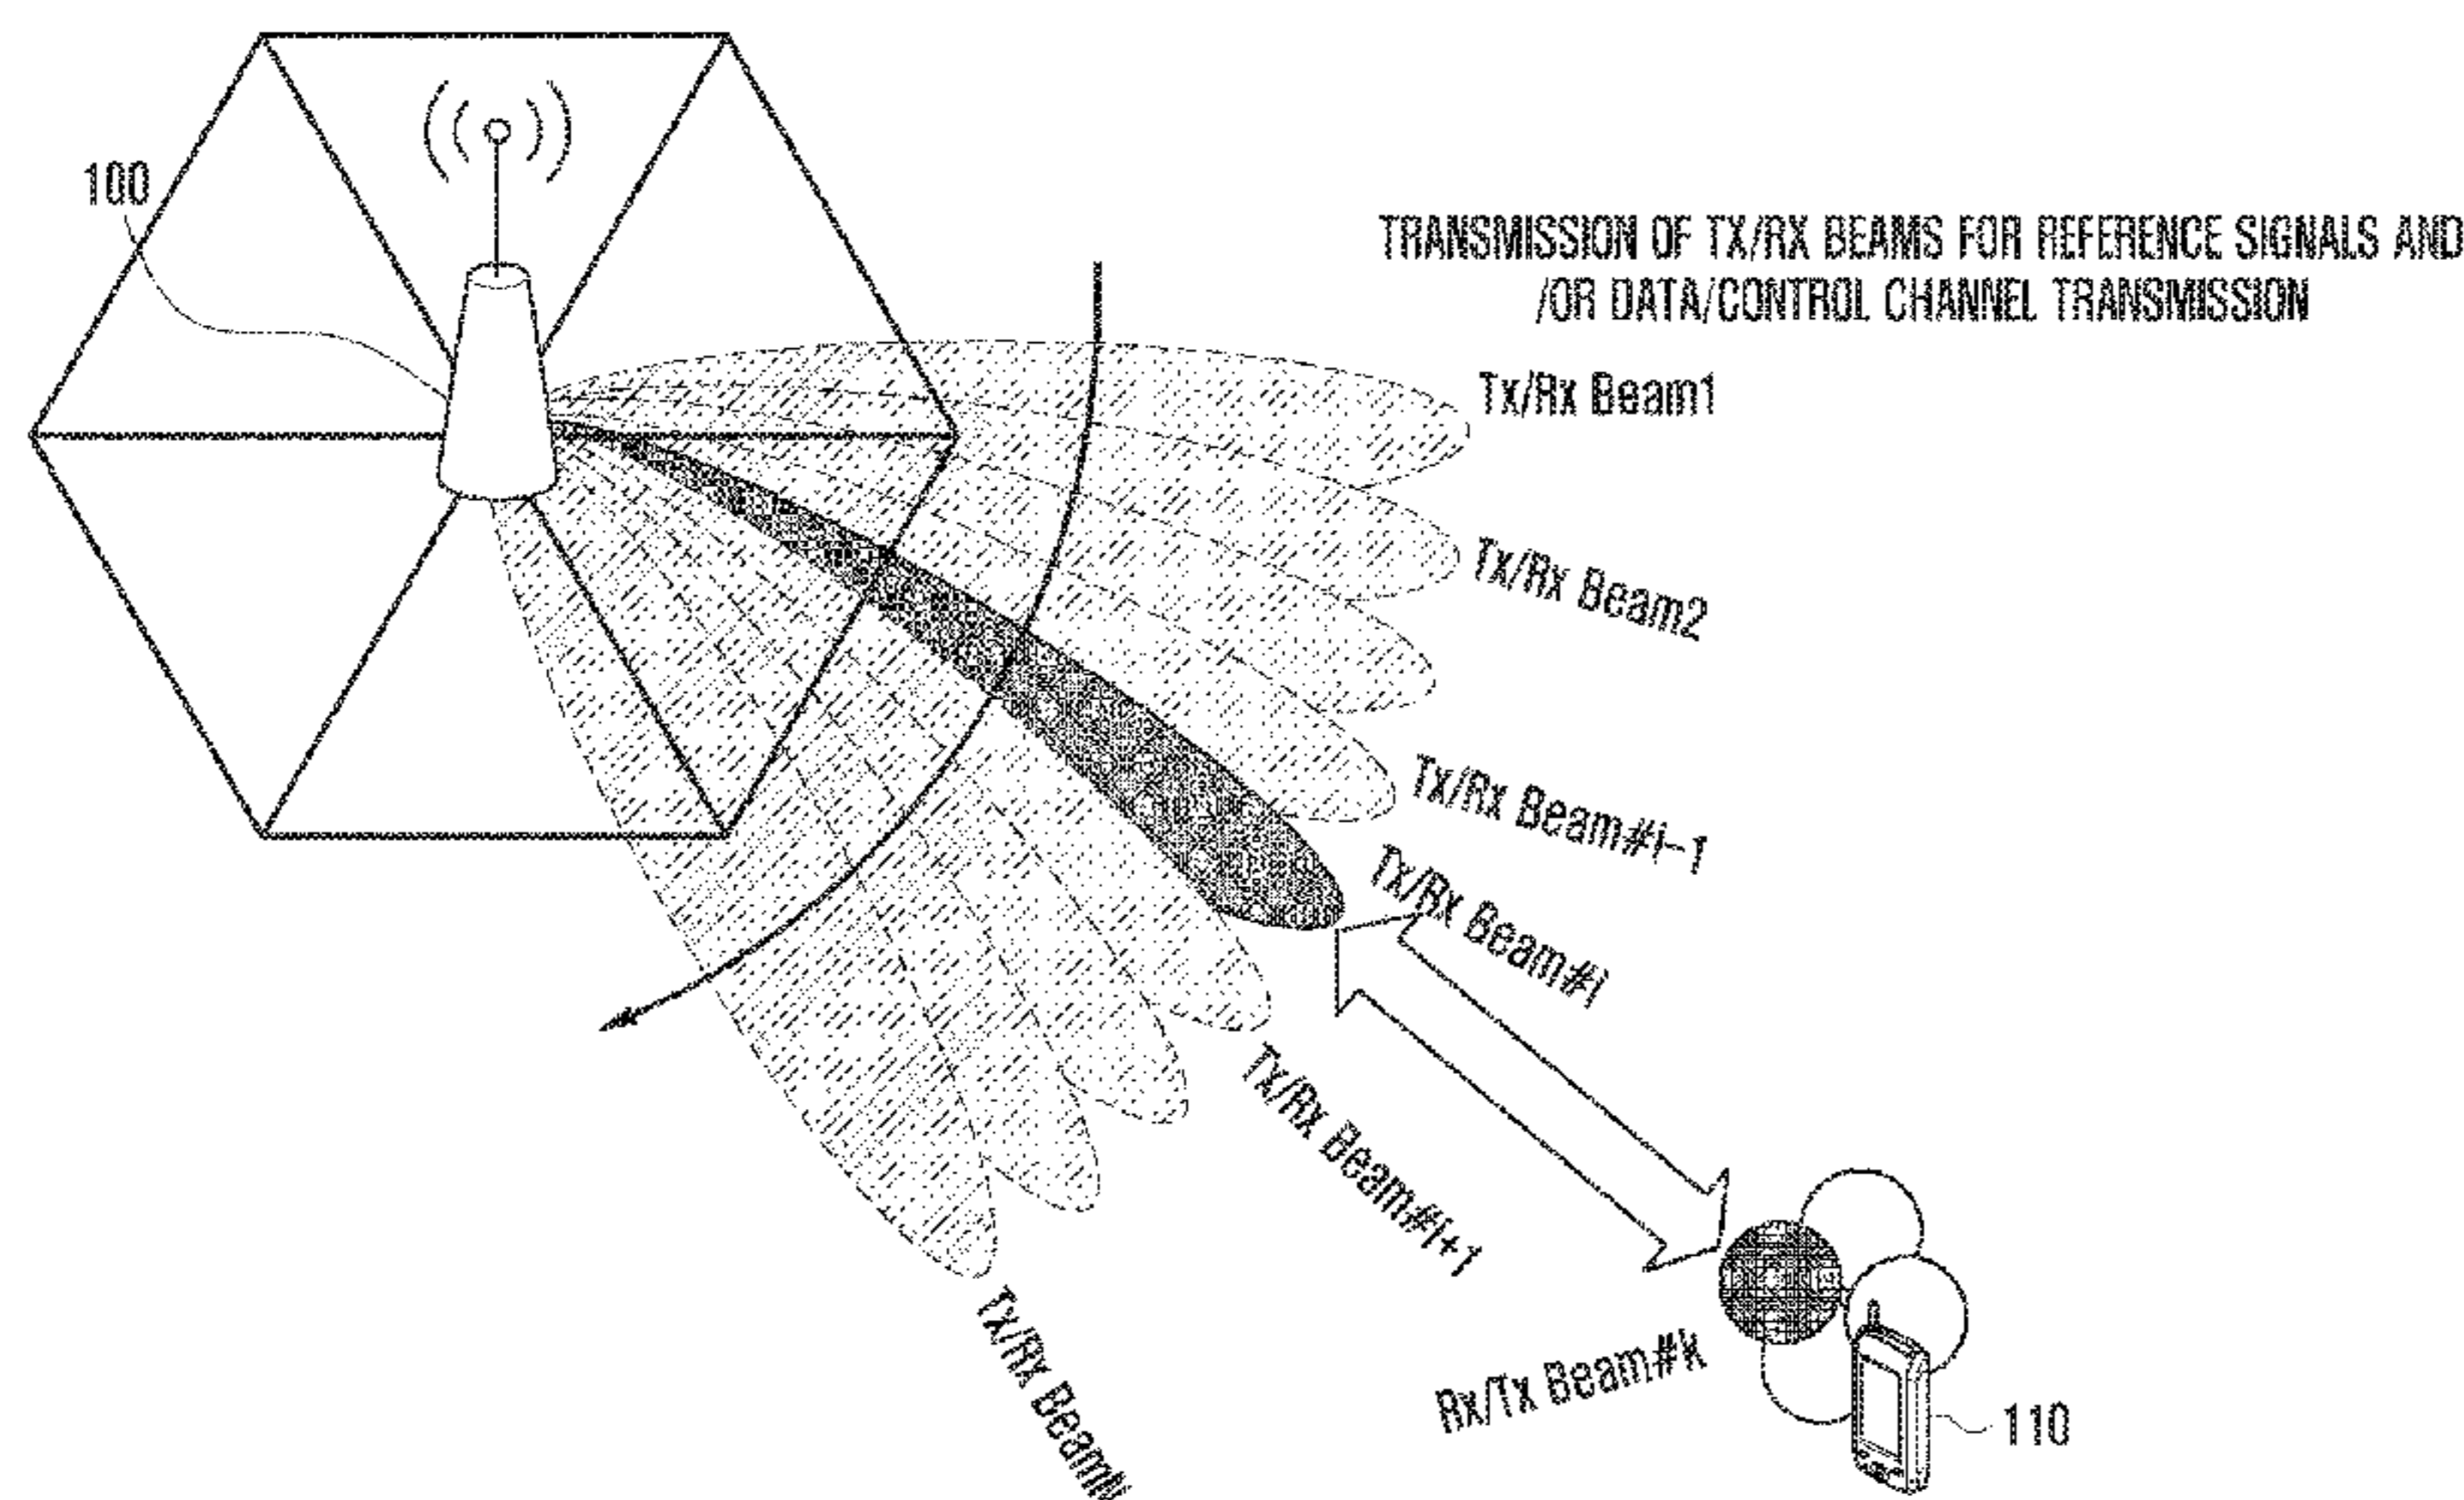 100
TRANSMISSION OF TX/RX BEAMS FOR REFERENCE SIGNALS AND
/OR DATA/CONTROL CHANNEL TRANSMISSION
Tx/Rx Beam1
Tx/Rx Beam2
Tx/Rx Beam#i-1
Tx/Rx Beam#i
Tx/Rx Beam#i+1
Tx/Rx BeamN
Rx/Tx Beam#k
110